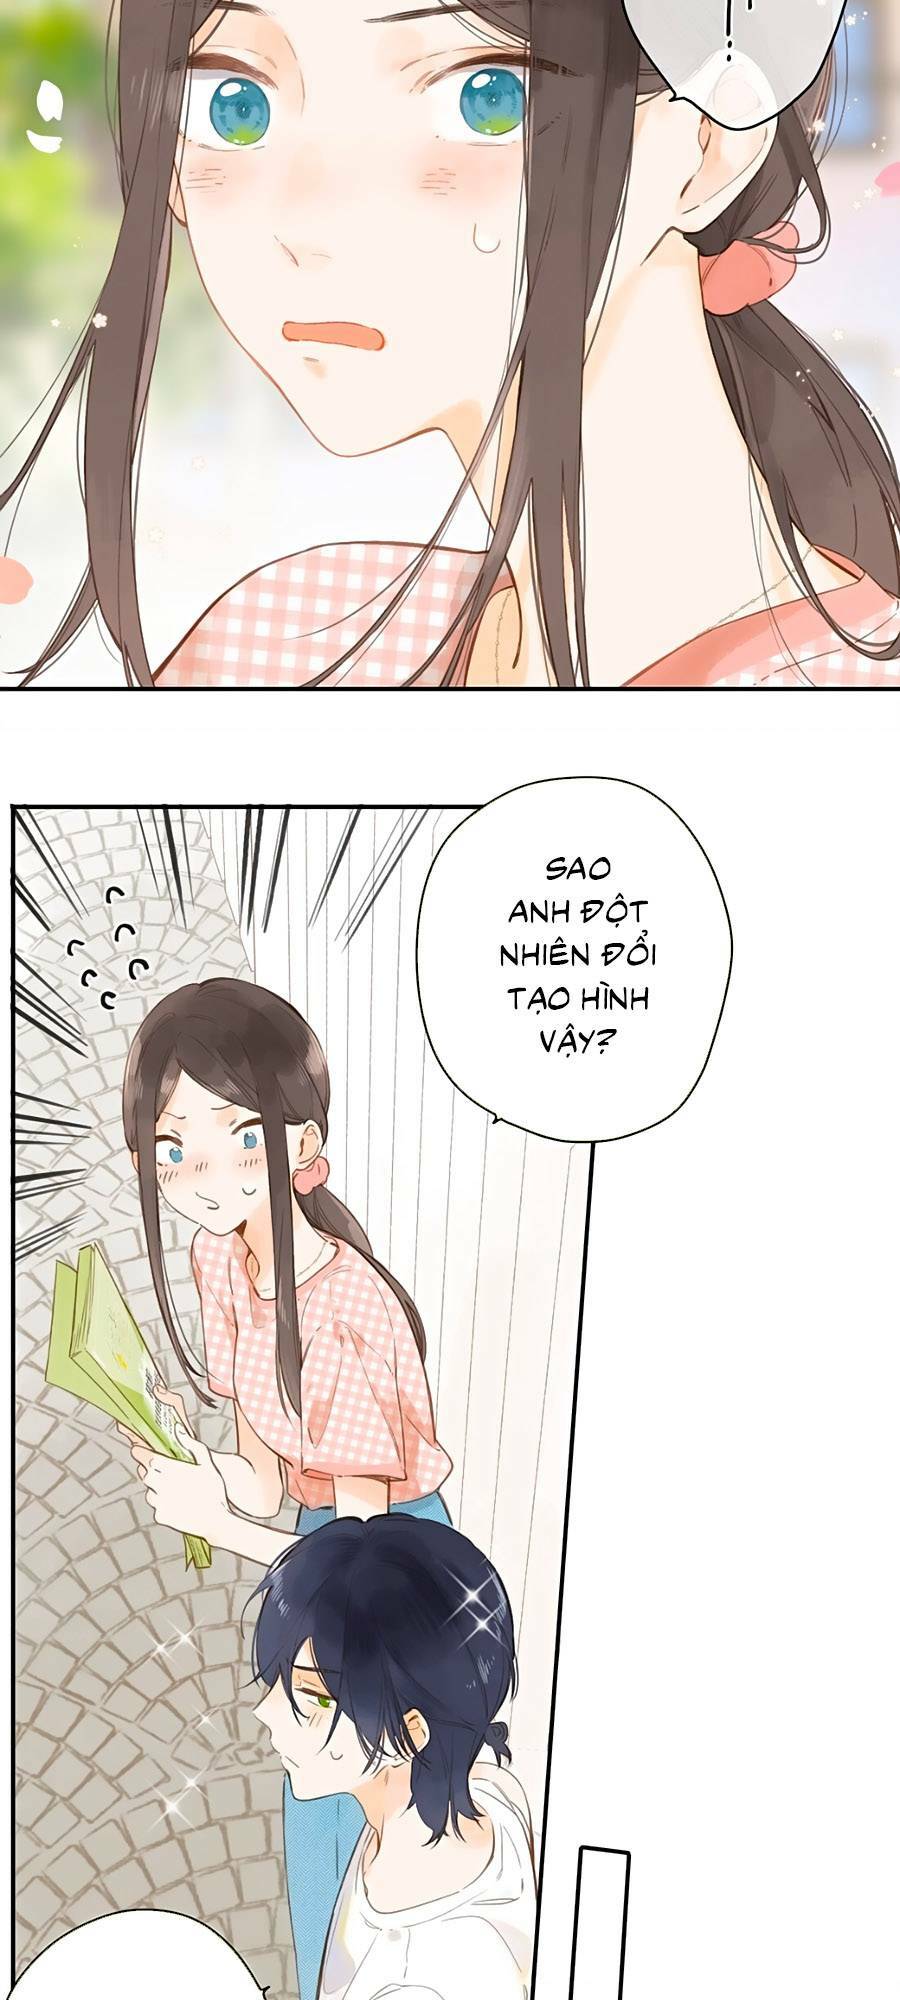 SAO
ANH ĐỘT
NHIÊN ĐỔI
TẠO HÌNH
VẬY?